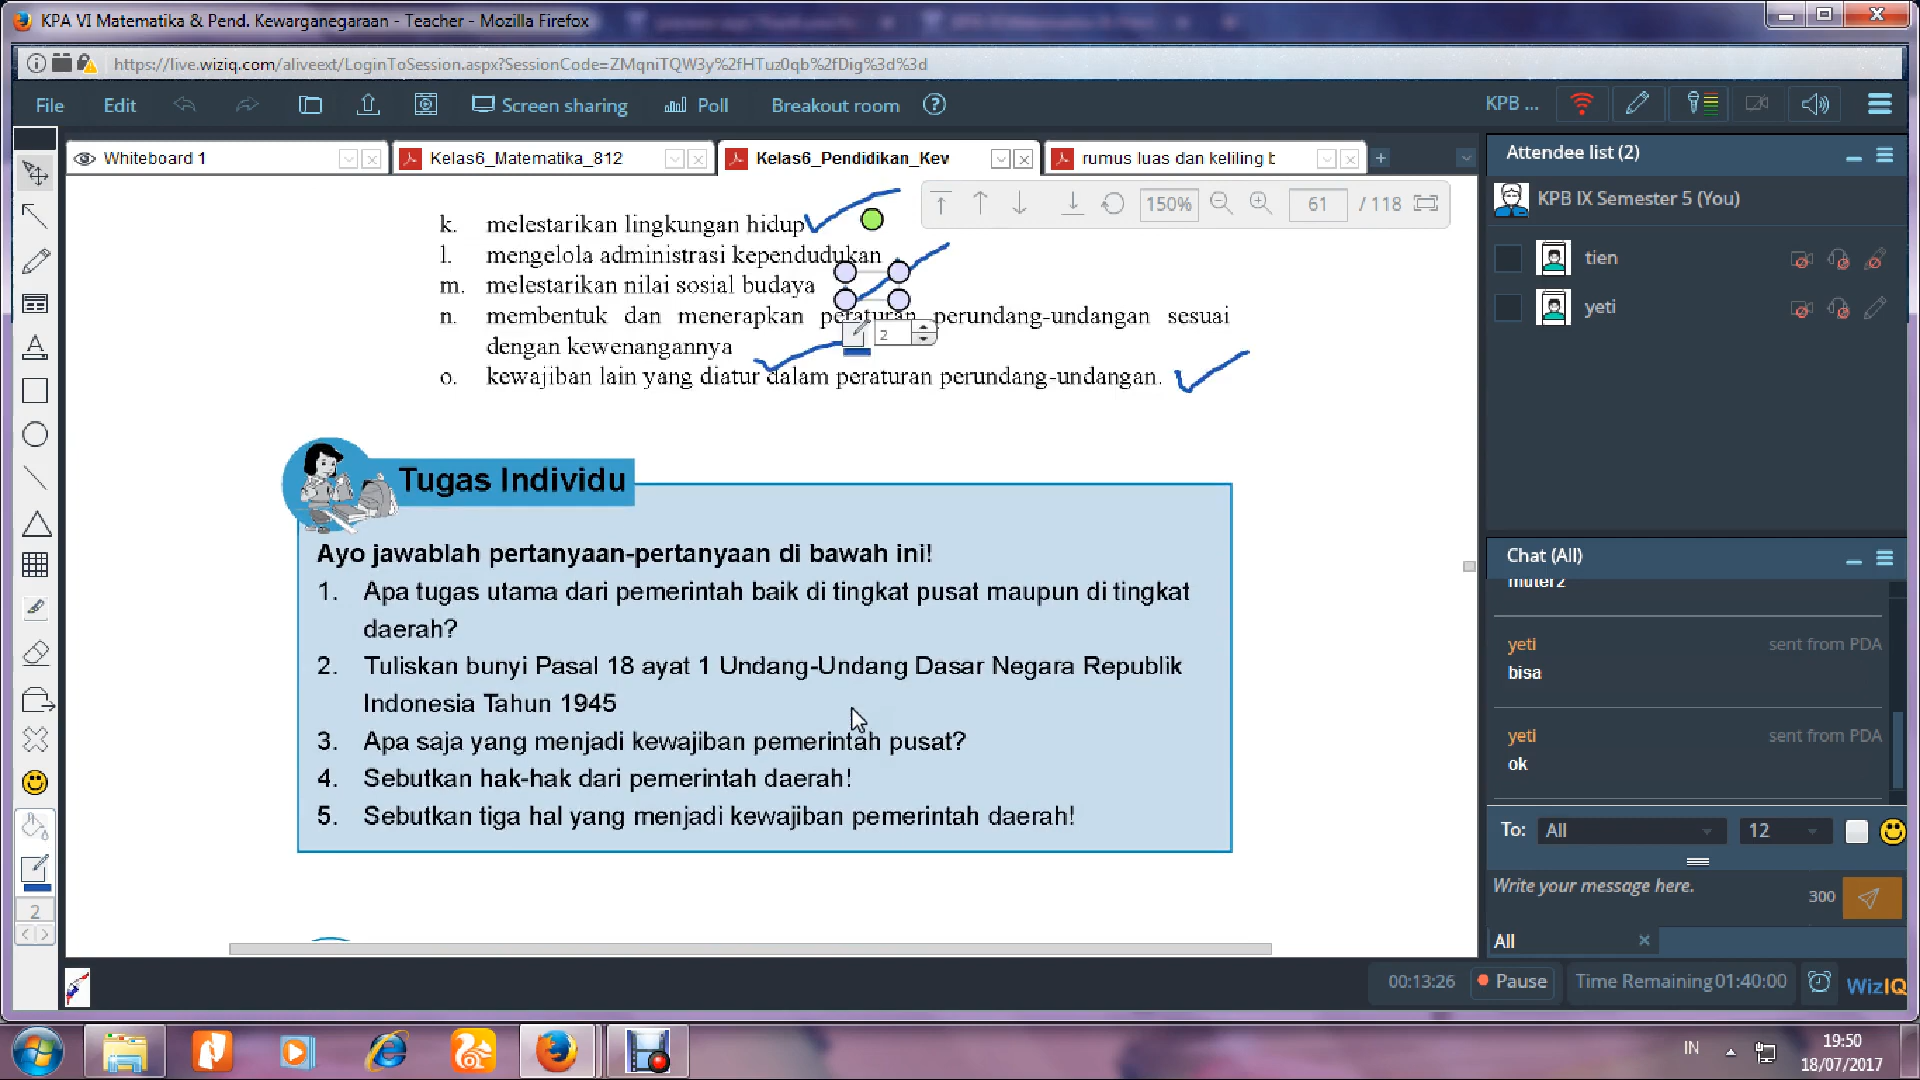 KPA VI Matematika & Pend. Kewarganegaraan - Teacher - Mozilla Firefox
https://live.wiziq.com/aliveext/LoginToSession.aspx?SessionCode=ZMqniTQW3y%2fHTuz0qb%2fDig%3d%3d
File Edit Screen sharing Poll Breakout room KPB ...
Whiteboard 1 Kelas6_Matematika_812 Kelas6_Pendidikan_Kew rumus luas dan keliling b
150% 61 / 118
k. melestarikan lingkungan hidup
l. mengelola administrasi kependudukan
m. melestarikan nilai sosial budaya
n. membentuk dan menerapkan peraturan perundang-undangan sesuai
dengan kewenangannya
2
o. kewajiban lain yang diatur dalam peraturan perundang-undangan.
Tugas Individu
Ayo jawablah pertanyaan-pertanyaan di bawah ini!
1. Apa tugas utama dari pemerintah baik di tingkat pusat maupun di tingkat
daerah?
2. Tuliskan bunyi Pasal 18 ayat 1 Undang-Undang Dasar Negara Republik
Indonesia Tahun 1945
3. Apa saja yang menjadi kewajiban pemerintah pusat?
4. Sebutkan hak-hak dari pemerintah daerah!
5. Sebutkan tiga hal yang menjadi kewajiban pemerintah daerah!
2
Attendee list (2)
KPB IX Semester 5 (You)
tien
yeti
Chat (All)
muter2
yeti sent from PDA
bisa
yeti sent from PDA
ok
To: All 12
Write your message here. 300
All
00:13:26 Pause Time Remaining 01:40:00 WizIQ
IN 19:50
18/07/2017